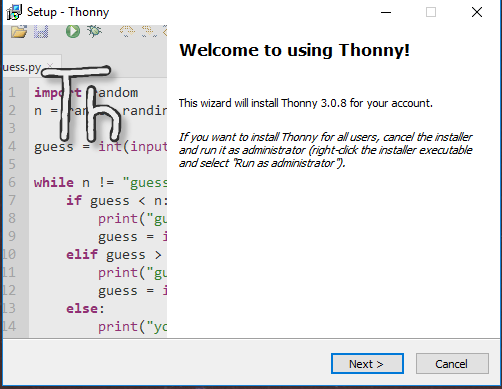 Setup - Thonny
uess.py
Th
Welcome to using Thonny!
This wizard will install Thonny 3.0.8 for your account.
If you want to install Thonny for all users, cancel the installer
and run it as administrator (right-click the installer executable
and select "Run as administrator").
1 import random
2 n = randin
3
4 guess = int(input
5
6 while n != "guess
7 if guess < n:
8 print("gu
9 guess = i
10 elif guess >
11 print("gu
12 guess = i
13 else:
14 print("yo
Next >
Cancel